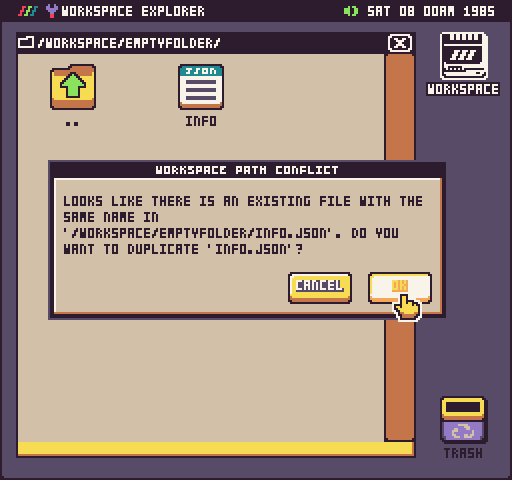 WORKSPACE EXPLORER
SAT 08 00AM 1985
/WORKSPACE/EMPTYFOLDER/
WORKSPACE
JSON
..
INFO
WORKSPACE PATH CONFLICT
LOOKS LIKE THERE IS AN EXISTING FILE WITH THE
SAME NAME IN
'/WORKSPACE/EMPTYFOLDER/INFO.JSON'. DO YOU
WANT TO DUPLICATE 'INFO.JSON'?
CANCEL
OK
TRASH